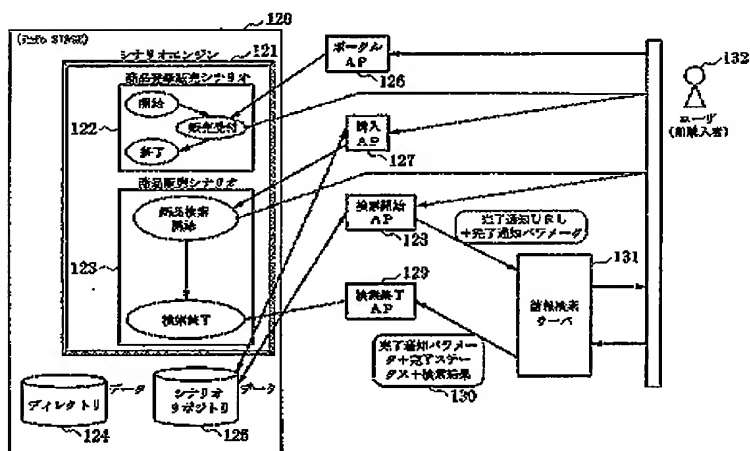 120
シナリオエンジン
121
商品登録販売シナリオ
開始
販売受付
終了
122
商品販売シナリオ
商品検索
開始
検索終了
123
データ
ディレクトリ
124
データ
シナリオ
リポジトリ
125
ポータル
AP
126
購入
AP
127
検索開始
AP
128
129
検索終了
AP
完了通知URL
+完了通知パラメータ
完了通知パラメー
タ+完了ステー
タス+検索結果
130
131
情報検索
サーバ
132
ユーザ